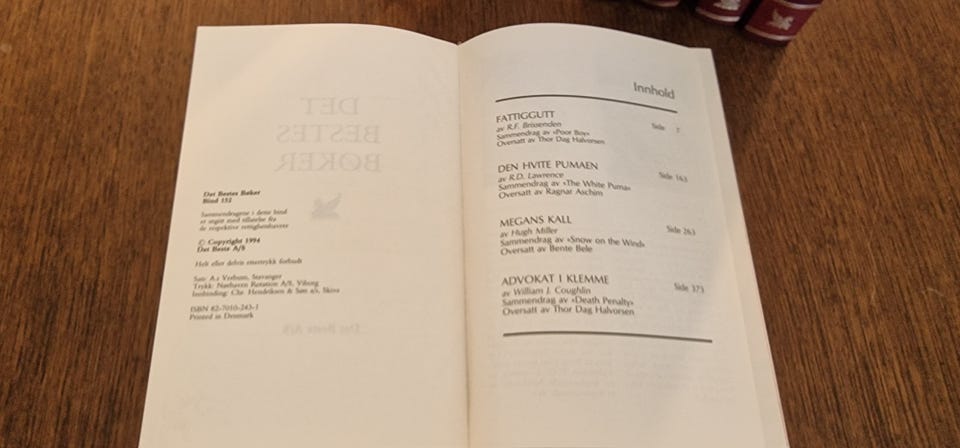 Det Bestes Bøker
Bind 152
Sammendragene i dette bind
er utgitt med tillatelse fra
de respektive rettighetshavere
© Copyright 1994
Det Beste A/S
Helt eller delvis ettertrykk forbudt
Sats: A.s Verbum, Stavanger
Trykk: Nørhaven Rotation A/S, Viborg
Innbinding: Chr. Hendriksen & Søn a/s, Skive
ISBN 82-7010-243-1
Printed in Denmark
DET
BESTES
BØKER
Det Beste A/S
Innhold
FATTIGGUTT Side 7
av R.F. Brissenden
Sammendrag av «Poor Boy»
Oversatt av Thor Dag Halvorsen
DEN HVITE PUMAEN Side 163
av R.D. Lawrence
Sammendrag av «The White Puma»
Oversatt av Ragnar Aschim
MEGANS KALL Side 263
av Hugh Miller
Sammendrag av «Snow on the Wind»
Oversatt av Bente Bele
ADVOKAT I KLEMME Side 373
av William J. Coughlin
Sammendrag av «Death Penalty»
Oversatt av Thor Dag Halvorsen